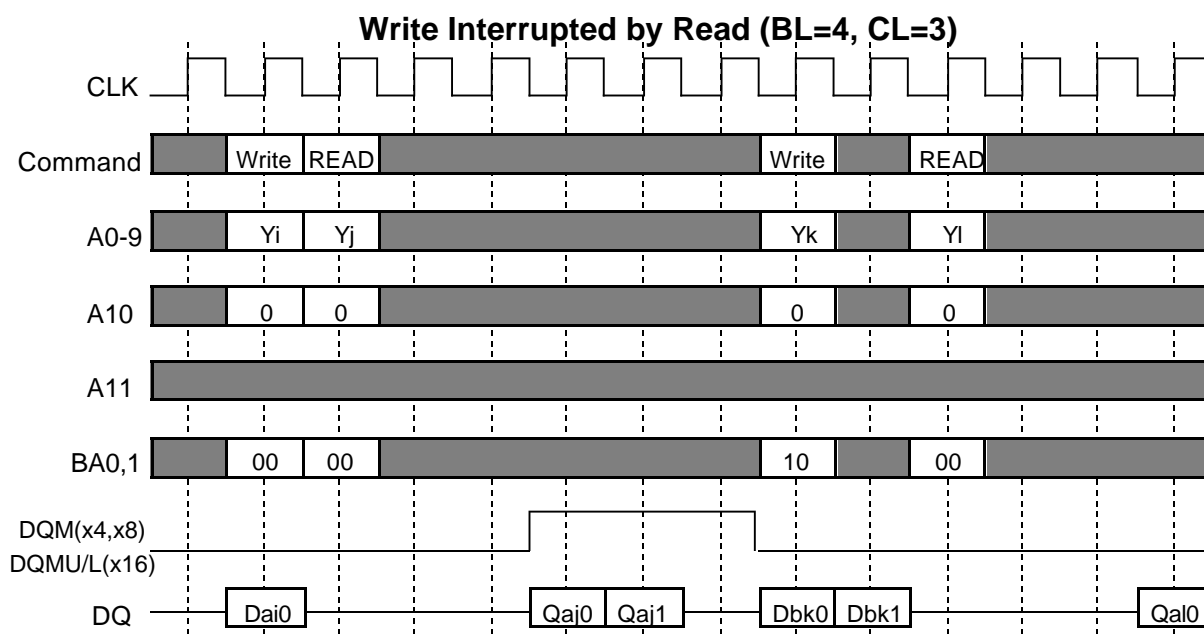 Write Interrupted by Read (BL=4, CL=3)
CLK
Command Write READ Write READ
A0-9 Yi Yj Yk Yl
A10 0 0 0 0
A11
BA0,1 00 00 10 00
DQM(x4,x8)
DQMU/L(x16)
DQ Dai0 Qaj0 Qaj1 Dbk0 Dbk1 Qal0